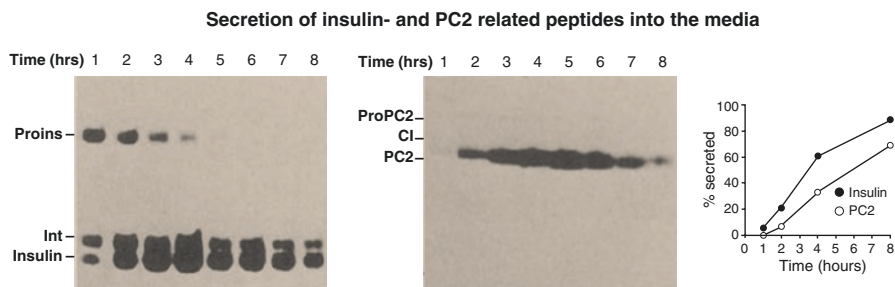 Secretion of insulin- and PC2 related peptides into the media
Time (hrs) 1 2 3 4 5 6 7 8
Proins
Int
Insulin
Time (hrs) 1 2 3 4 5 6 7 8
ProPC2
CI
PC2
100
80
60
40
20
0
% secreted
Insulin
PC2
0 1 2 3 4 5 6 7 8
Time (hours)